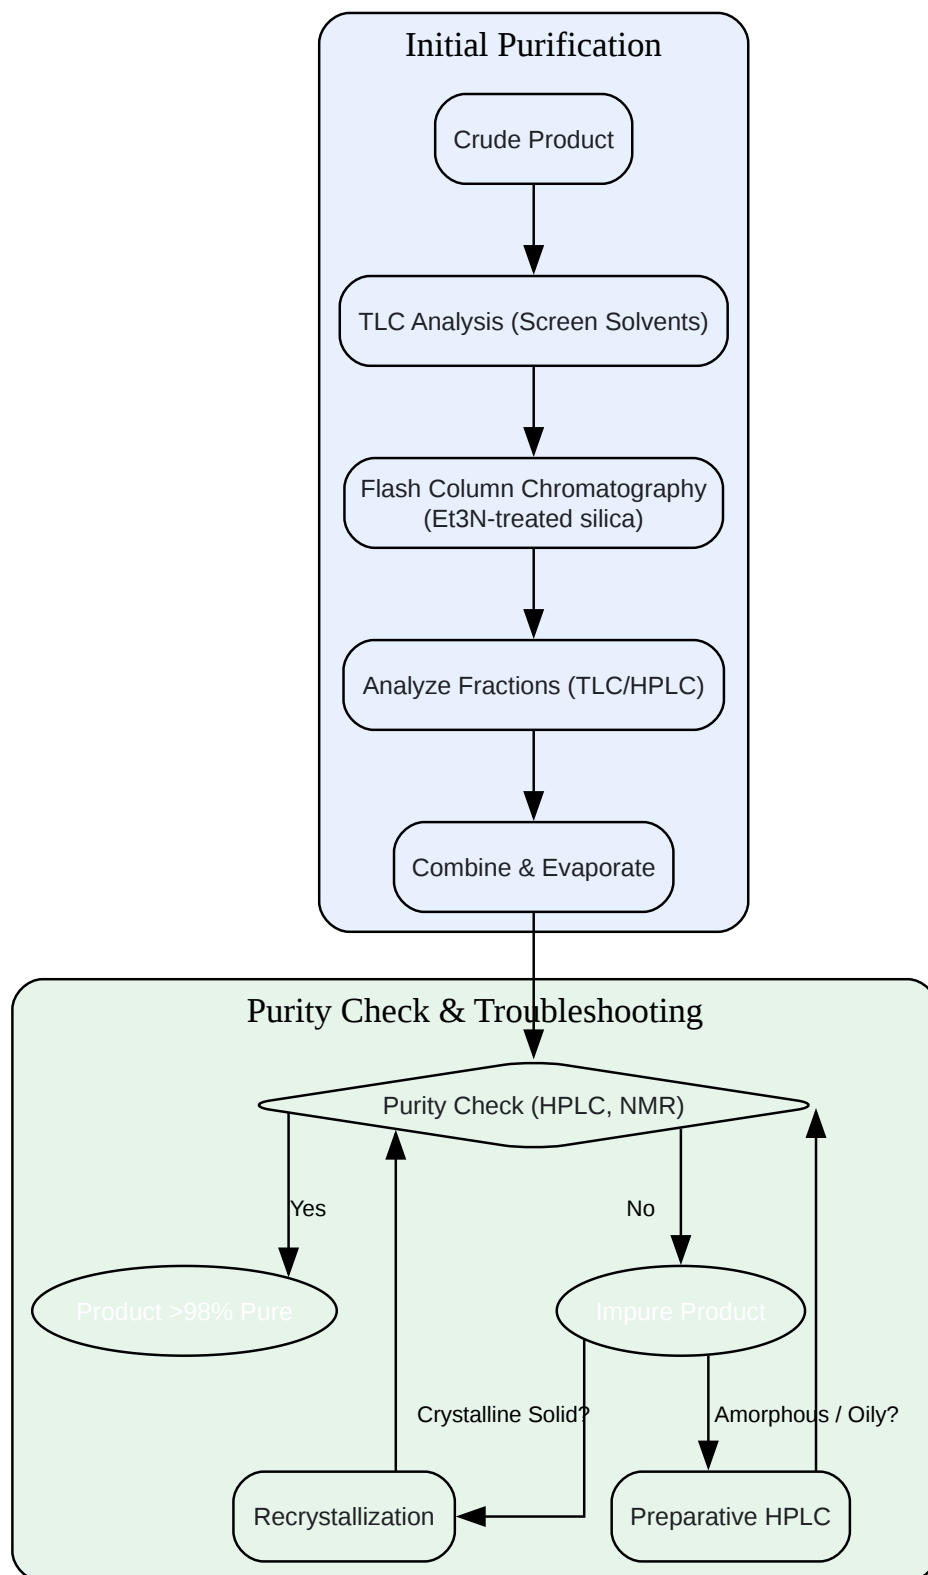 Initial Purification
Crude Product
TLC Analysis (Screen Solvents)
Flash Column Chromatography
(Et3N-treated silica)
Analyze Fractions (TLC/HPLC)
Combine & Evaporate
Purity Check & Troubleshooting
Purity Check (HPLC, NMR)
Yes
No
Product >98% Pure
Impure Product
Crystalline Solid?
Amorphous / Oily?
Recrystallization
Preparative HPLC